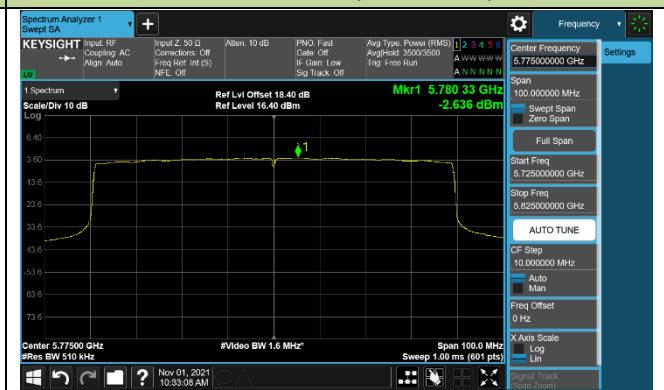 Spectrum Analyzer 1
Swept SA
Frequency
KEYSIGHT
Input: RF
Coupling: AC
Align: Auto
Input Z: 50 Ω
Corrections: Off
Freq Ref: Int (S)
NFE: Off
Atten: 10 dB
PNO: Fast
Gate: Off
IF Gain: Low
Sig Track: Off
Avg Type: Power (RMS)
Avg|Hold: 3500/3500
Trig: Free Run
1 2 3 4 5 6
A W W W W W
A N N N N N
LW
1 Spectrum
Scale/Div 10 dB
Log
Ref Lvl Offset 18.40 dB
Ref Level 16.40 dBm
Mkr1 5.780 33 GHz
-2.636 dBm
1
6.40
-3.60
-13.6
-23.6
-33.6
-43.6
-53.6
-63.6
-73.6
Center 5.77500 GHz
#Res BW 510 kHz
#Video BW 1.6 MHz*
Span 100.0 MHz
Sweep 1.00 ms (601 pts)
Center Frequency
5.775000000 GHz
Settings
Span
100.000000 MHz
Swept Span
Zero Span
Full Span
Start Freq
5.725000000 GHz
Stop Freq
5.825000000 GHz
AUTO TUNE
CF Step
10.000000 MHz
Auto
Man
Freq Offset
0 Hz
X Axis Scale
Log
Lin
Signal Track
(Span Zoom)
?
Nov 01, 2021
10:33:08 AM